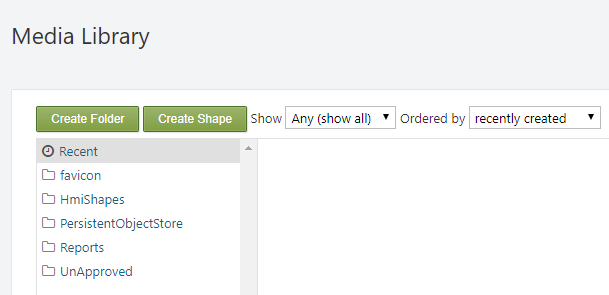 Media Library
Create Folder Create Shape Show Any (show all) Ordered by recently created
Recent
favicon
HmiShapes
PersistentObjectStore
Reports
UnApproved